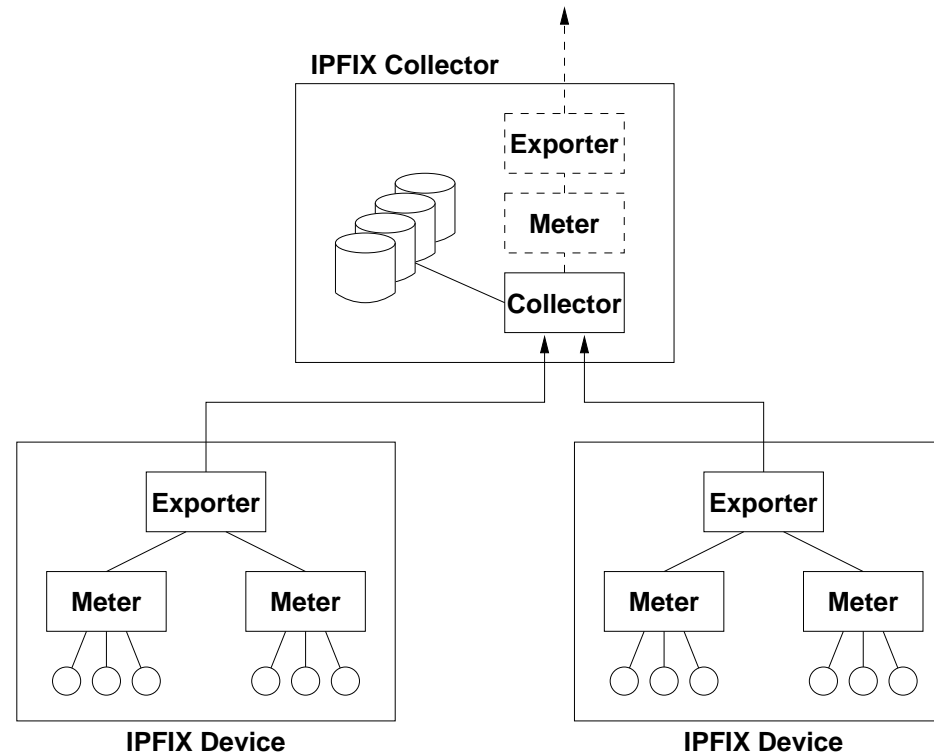 IPFIX Collector
Exporter
Meter
Collector
Exporter
Exporter
Meter
Meter
Meter
Meter
IPFIX Device
IPFIX Device